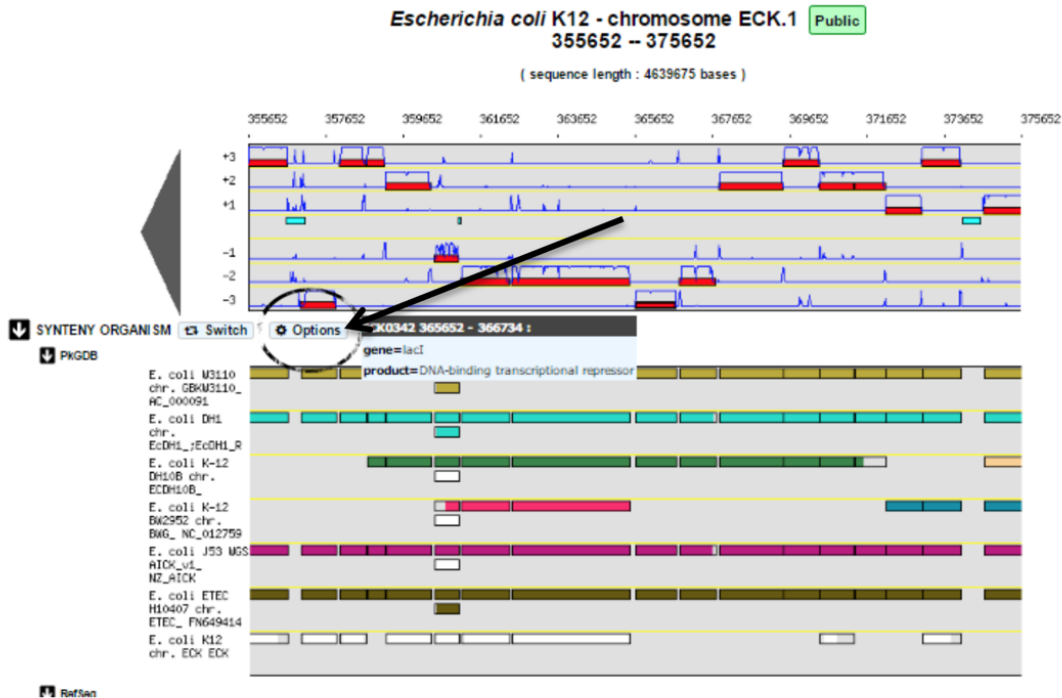 Escherichia coli K12 - chromosome ECK.1 Public
355652 -- 375652
( sequence length : 4639675 bases )
355652 357652 359652 361652 363652 365652 367652 369652 371652 373652 375652
+3
+2
+1
-1
-2
-3
SYNTENY ORGANISM Switch Options
K0342 365652 - 366734 :
gene=lacI
product=DNA-binding transcriptional repressor
PkGDB
E. coli W3110
chr. GBKW3110_
AC_000091
E. coli DH1
chr.
EcDH1_;EcDH1_R
E. coli K-12
DH10B chr.
ECDH10B_
E. coli K-12
BW2952 chr.
BWG_ NC_012759
E. coli J53 WGS
AICK_v1_
NZ_AICK
E. coli ETEC
H10407 chr.
ETEC_ FN649414
E. coli K12
chr. ECK ECK
RefSeq